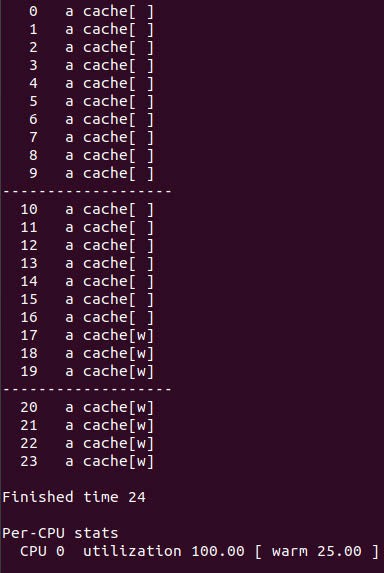 0   a cache[ ]
1   a cache[ ]
2   a cache[ ]
3   a cache[ ]
4   a cache[ ]
5   a cache[ ]
6   a cache[ ]
7   a cache[ ]
8   a cache[ ]
9   a cache[ ]
-------------------
10   a cache[ ]
11   a cache[ ]
12   a cache[ ]
13   a cache[ ]
14   a cache[ ]
15   a cache[ ]
16   a cache[ ]
17   a cache[w]
18   a cache[w]
19   a cache[w]
-------------------
20   a cache[w]
21   a cache[w]
22   a cache[w]
23   a cache[w]
Finished time 24
Per-CPU stats
  CPU 0  utilization 100.00 [ warm 25.00 ]